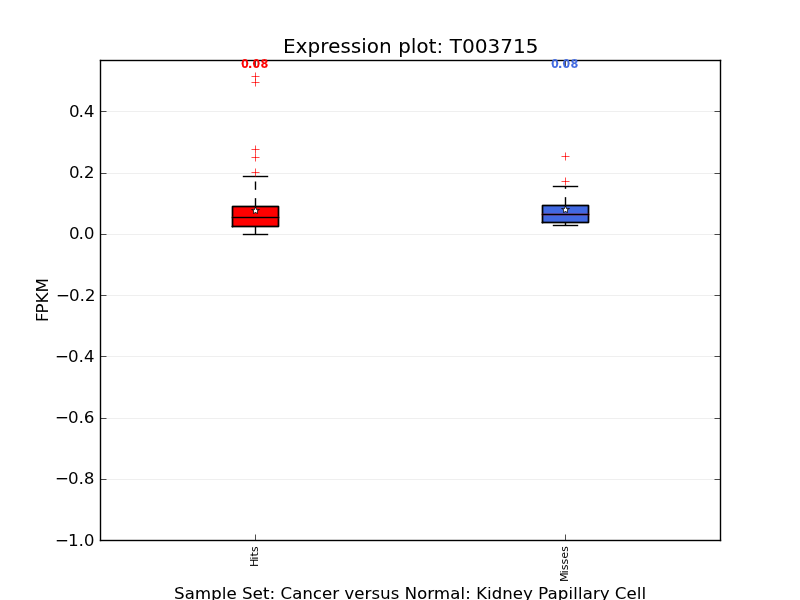 Expression plot: T003715
0.08
0.08
0.4
0.2
0.0
−0.2
−0.4
−0.6
−0.8
−1.0
FPKM
Hits
Misses
Sample Set: Cancer versus Normal: Kidney Papillary Cell